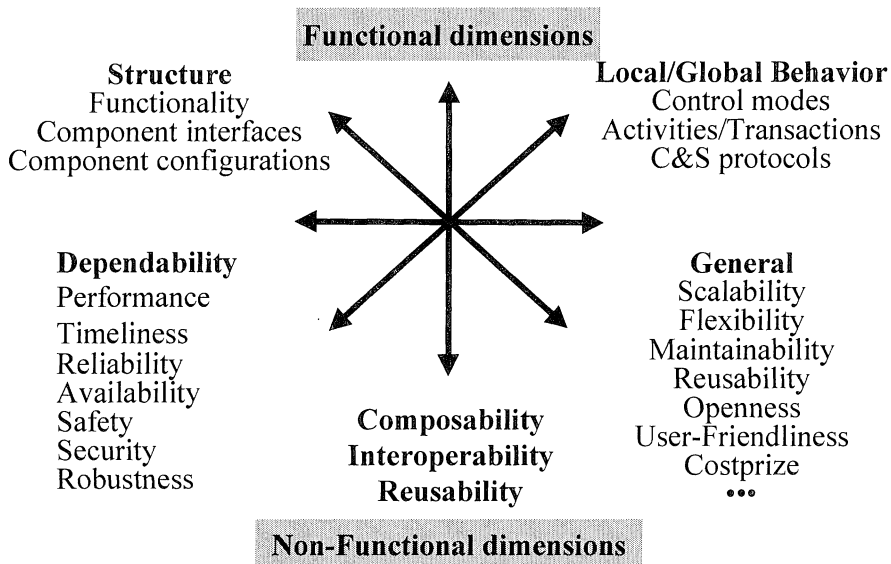 Functional dimensions
Structure
Functionality
Component interfaces
Component configurations
Local/Global Behavior
Control modes
Activities/Transactions
C&S protocols
Dependability
Performance
Timeliness
Reliability
Availability
Safety
Security
Robustness
Composability
Interoperability
Reusability
General
Scalability
Flexibility
Maintainability
Reusability
Openness
User-Friendliness
Costprize
•••
Non-Functional dimensions